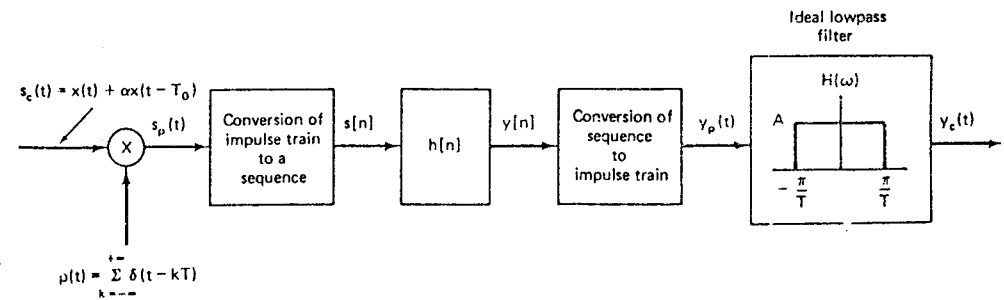 Ideal lowpass
filter
s_c(t) = x(t) + αx(t – T_0)
s_p(t)
Conversion of
impulse train
to a
sequence
s[n]
h[n]
y[n]
Conversion of
sequence
to
impulse train
y_p(t)
H(ω)
A
– π/T
π/T
y_c(t)
X
p(t) = Σ δ(t – kT)
+∞
k = –∞